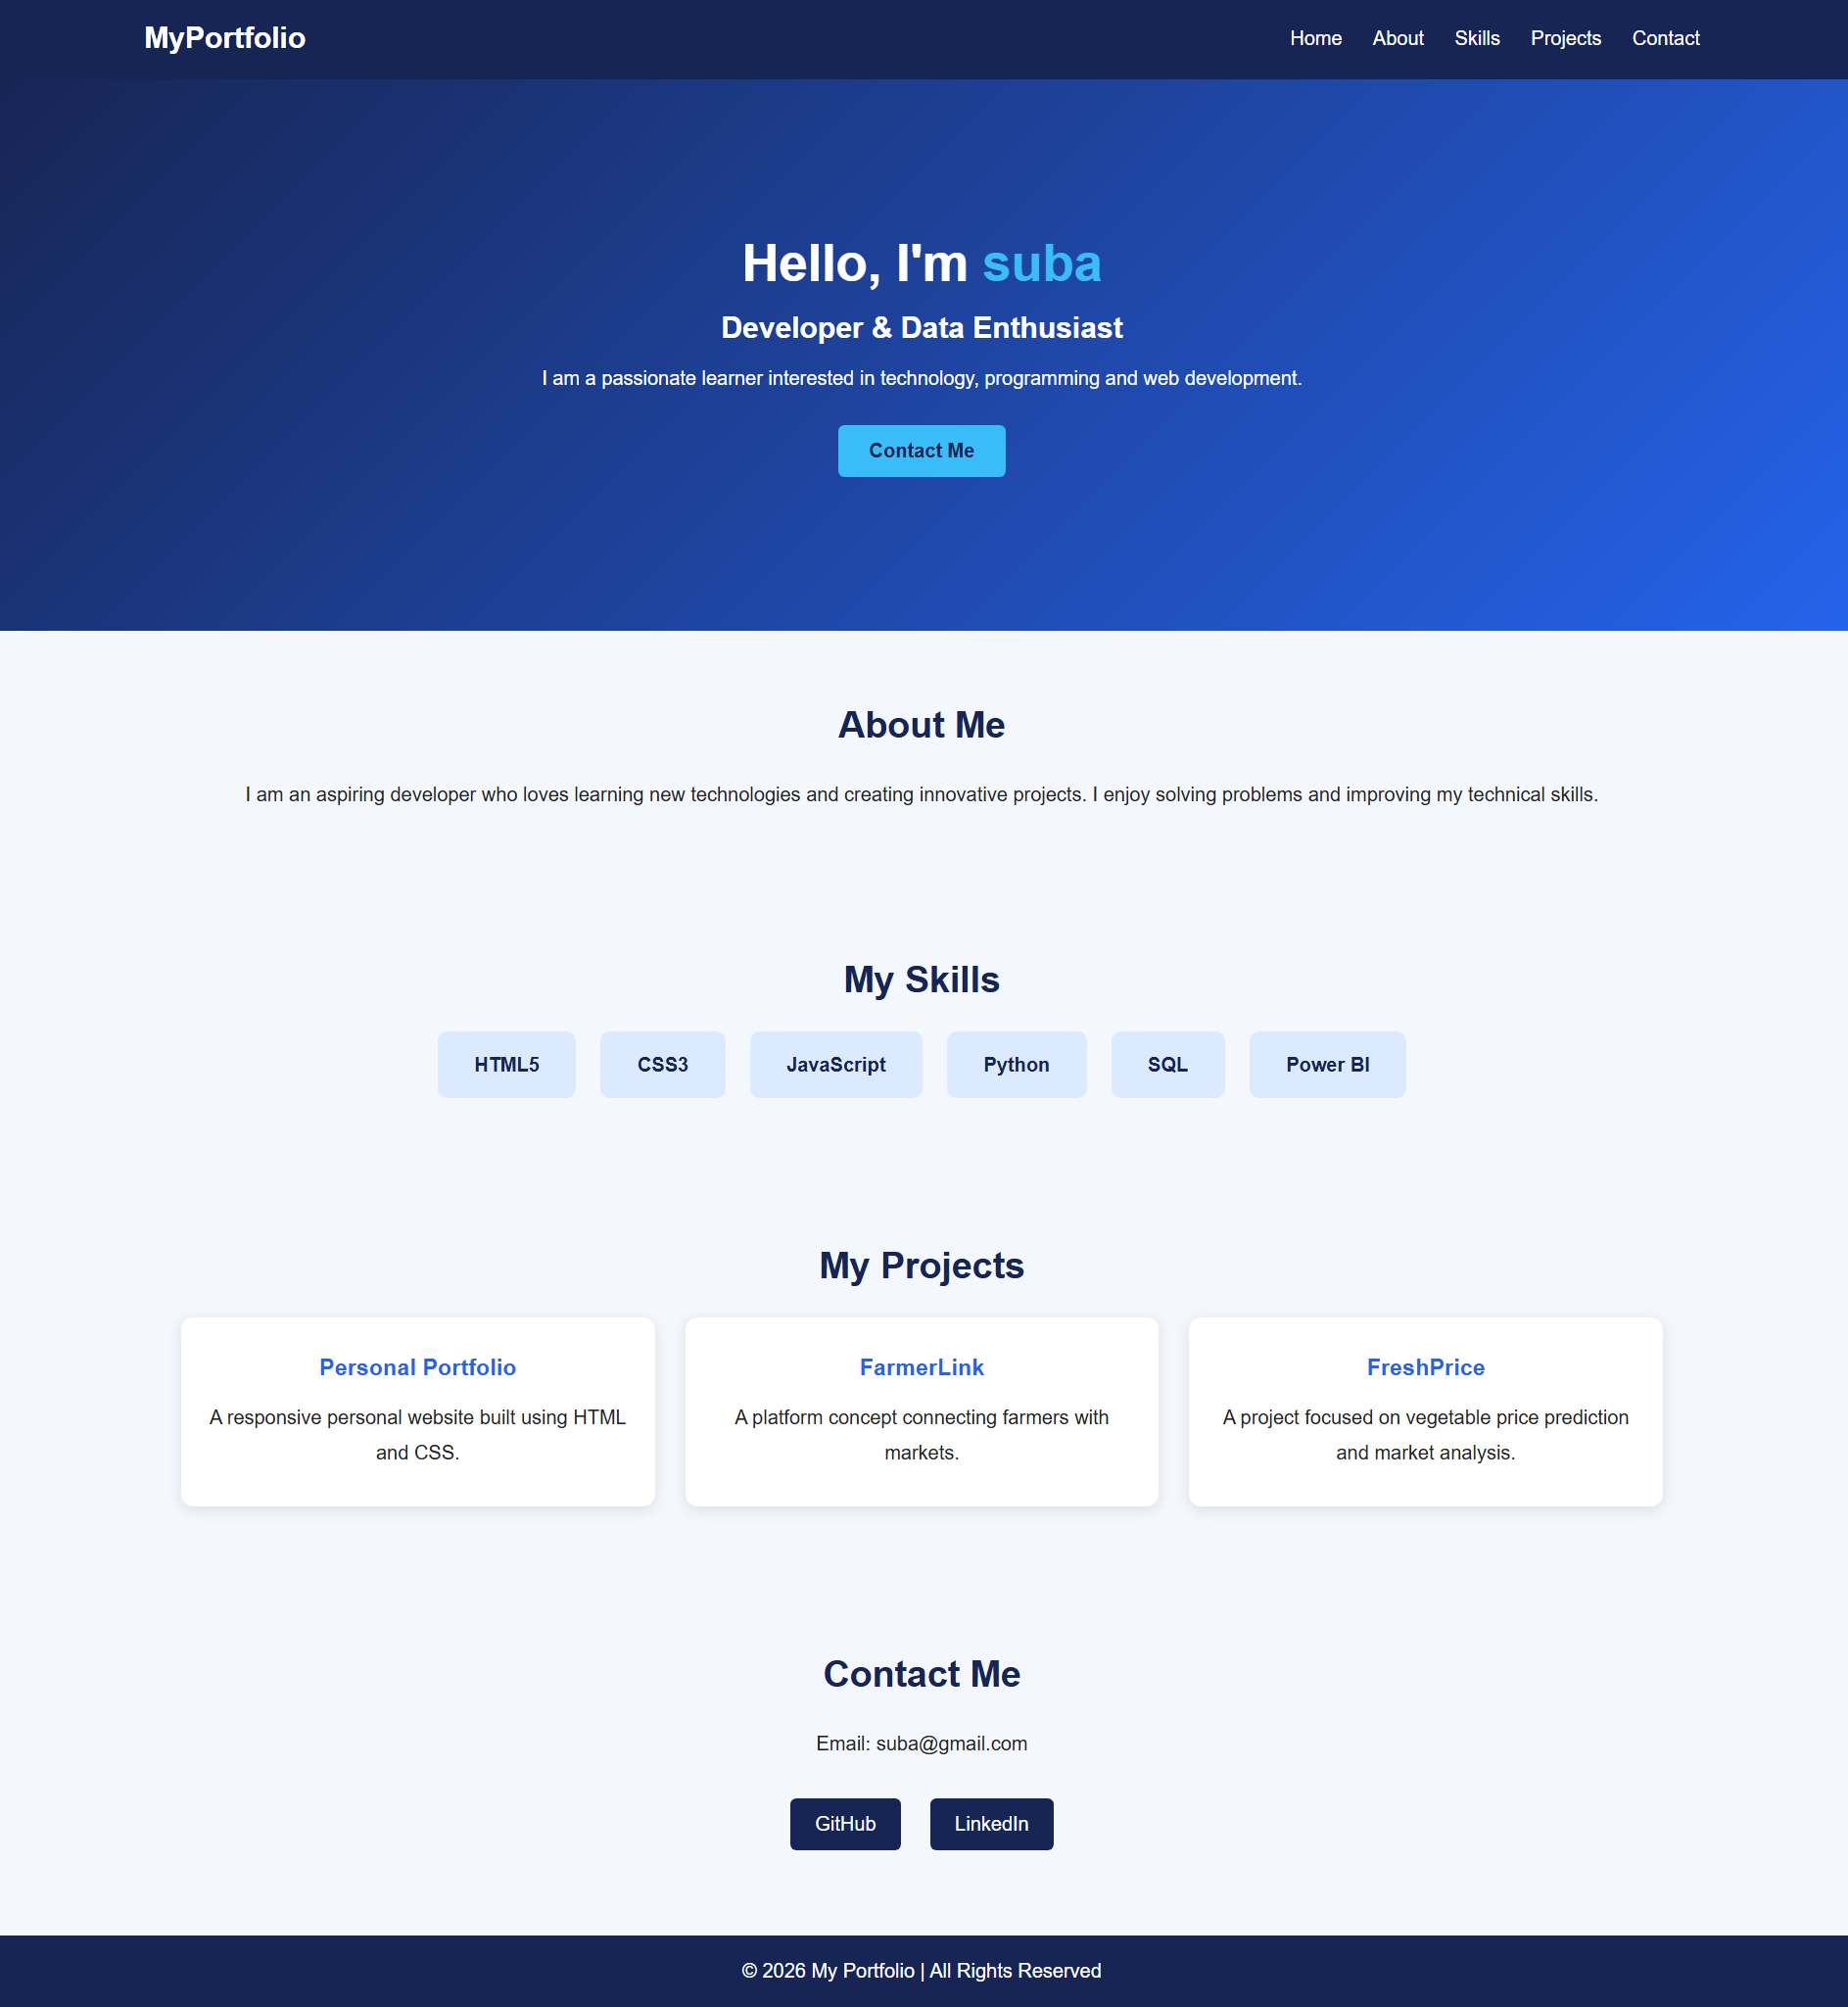 MyPortfolio
Home About Skills Projects Contact
Hello, I'm suba
Developer & Data Enthusiast
I am a passionate learner interested in technology, programming and web development.
Contact Me
About Me
I am an aspiring developer who loves learning new technologies and creating innovative projects. I enjoy solving problems and improving my technical skills.
My Skills
HTML5 CSS3 JavaScript Python SQL Power BI
My Projects
Personal Portfolio
A responsive personal website built using HTML
and CSS.
FarmerLink
A platform concept connecting farmers with
markets.
FreshPrice
A project focused on vegetable price prediction
and market analysis.
Contact Me
Email: suba@gmail.com
GitHub LinkedIn
© 2026 My Portfolio | All Rights Reserved